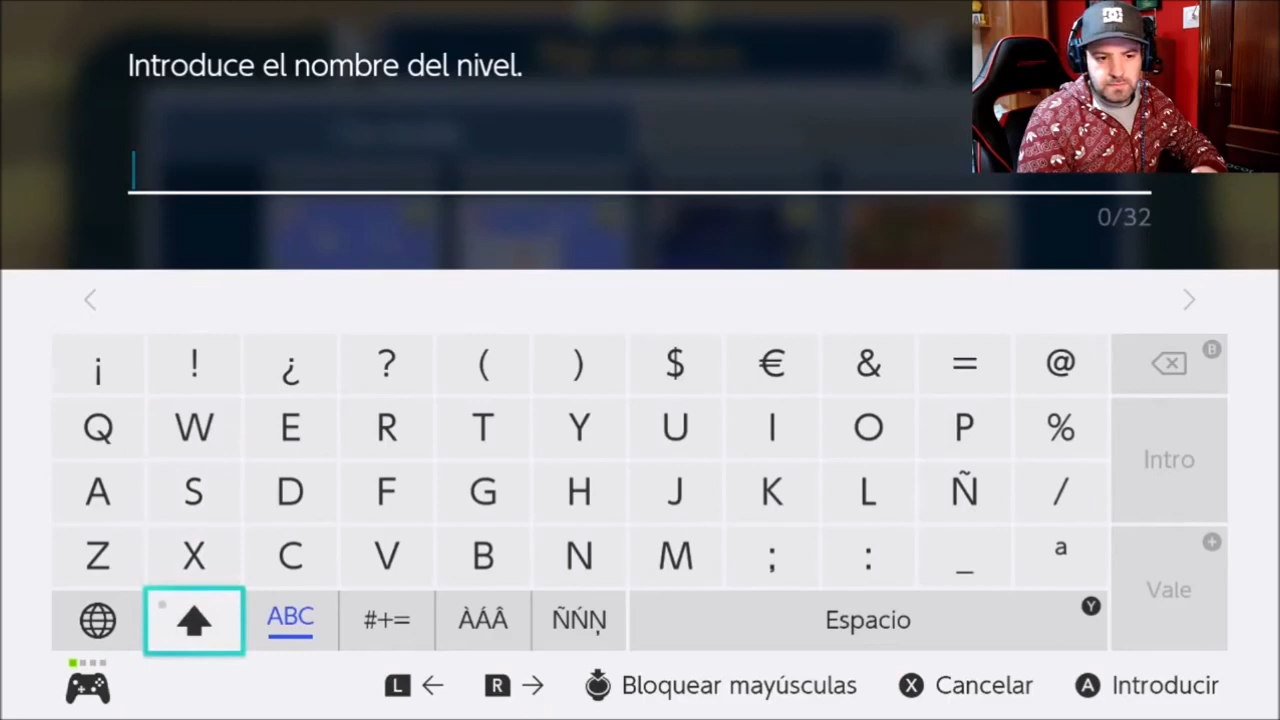 Introduce el nombre del nivel.
0/32
¡ ! ¿ ? ( ) $ € & = @ B
Q W E R T Y U I O P % Intro
A S D F G H J K L Ñ /
Z X C V B N M ; : _ ª Vale
ABC #+= ÀÁÂ ÑŃŅ Espacio Y
L ← R → Bloquear mayúsculas X Cancelar A Introducir